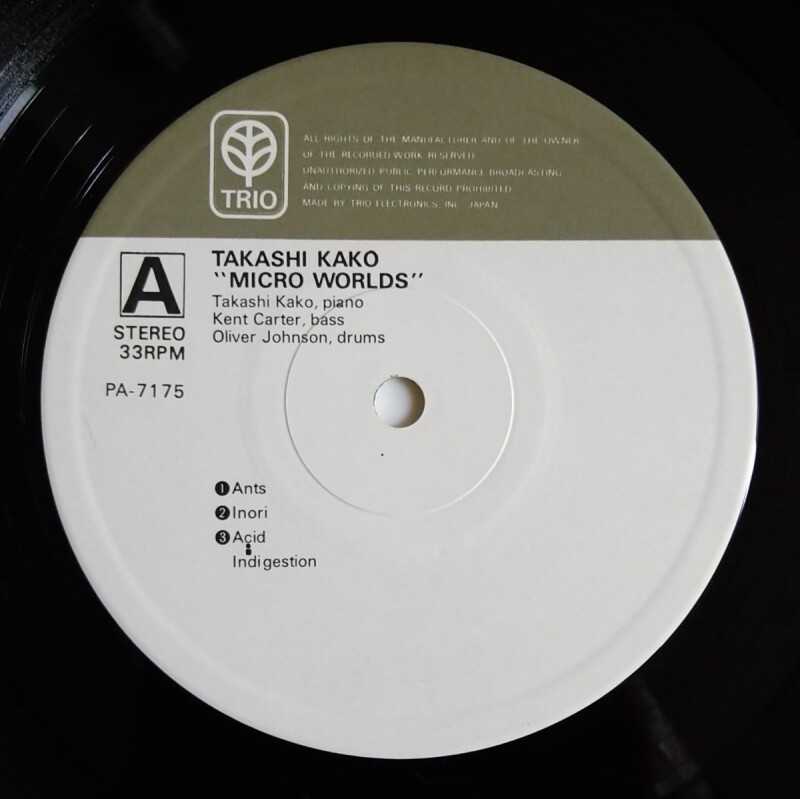 TRIO
ALL RIGHTS OF THE MANUFACTURER AND OF THE OWNER
OF THE RECORDED WORK RESERVED
UNAUTHORIZED PUBLIC PERFORMANCE BROADCASTING
AND COPYING OF THIS RECORD PROHIBITED
MADE BY TRIO ELECTRONICS, INC. JAPAN
A
STEREO
33RPM
PA-7175
TAKASHI KAKO
"MICRO WORLDS"
Takashi Kako, piano
Kent Carter, bass
Oliver Johnson, drums
❶Ants
❷Inori
❸Acid
Indigestion